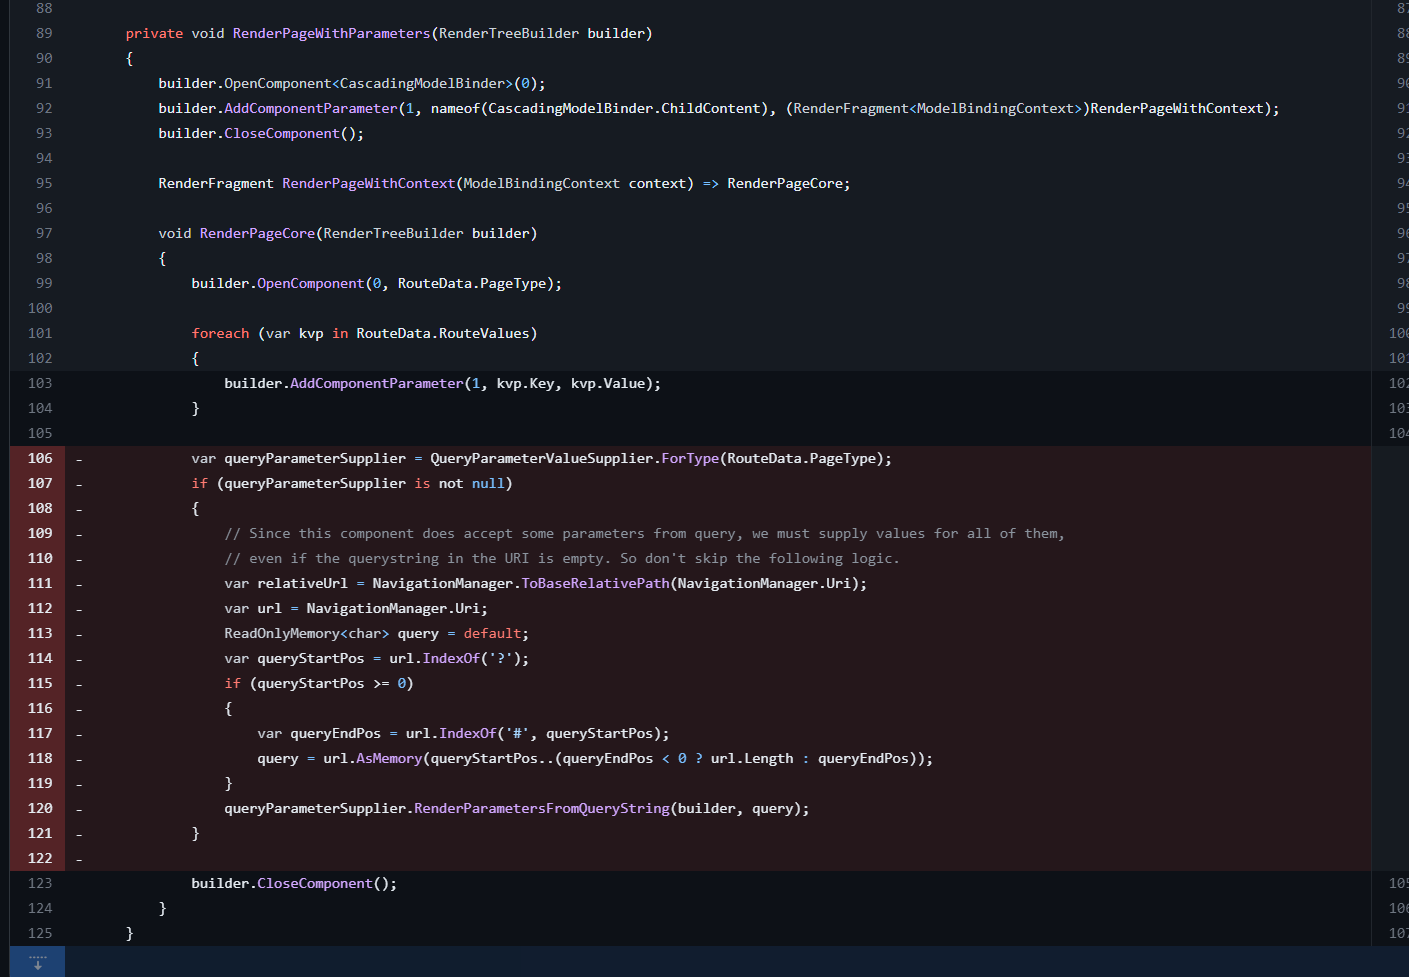 88 87
89 private void RenderPageWithParameters(RenderTreeBuilder builder) 88
90 { 89
91 builder.OpenComponent<CascadingModelBinder>(0); 90
92 builder.AddComponentParameter(1, nameof(CascadingModelBinder.ChildContent), (RenderFragment<ModelBindingContext>)RenderPageWithContext); 91
93 builder.CloseComponent(); 92
94 93
95 RenderFragment RenderPageWithContext(ModelBindingContext context) => RenderPageCore; 94
96 95
97 void RenderPageCore(RenderTreeBuilder builder) 96
98 { 97
99 builder.OpenComponent(0, RouteData.PageType); 98
100 99
101 foreach (var kvp in RouteData.RouteValues) 100
102 { 101
103 builder.AddComponentParameter(1, kvp.Key, kvp.Value); 102
104 } 103
105 104
106 - var queryParameterSupplier = QueryParameterValueSupplier.ForType(RouteData.PageType);
107 - if (queryParameterSupplier is not null)
108 - {
109 - // Since this component does accept some parameters from query, we must supply values for all of them,
110 - // even if the querystring in the URI is empty. So don't skip the following logic.
111 - var relativeUrl = NavigationManager.ToBaseRelativePath(NavigationManager.Uri);
112 - var url = NavigationManager.Uri;
113 - ReadOnlyMemory<char> query = default;
114 - var queryStartPos = url.IndexOf('?');
115 - if (queryStartPos >= 0)
116 - {
117 - var queryEndPos = url.IndexOf('#', queryStartPos);
118 - query = url.AsMemory(queryStartPos..(queryEndPos < 0 ? url.Length : queryEndPos));
119 - }
120 - queryParameterSupplier.RenderParametersFromQueryString(builder, query);
121 - }
122 -
123 builder.CloseComponent(); 105
124 } 106
125 } 107